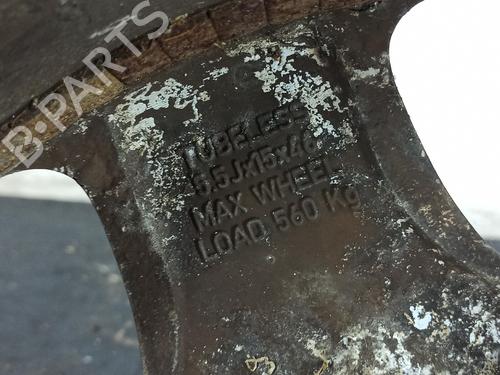 B-PARTS
TUBELESS
5.5Jx15x46
MAX WHEEL
LOAD 560 Kg